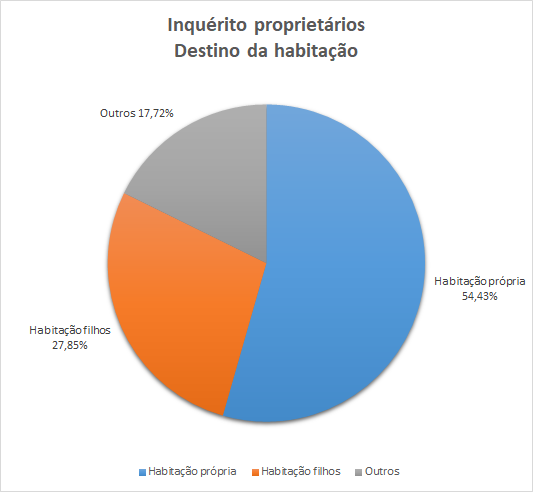 Inquérito proprietários
Destino da habitação
Outros 17,72%
Habitação própria
54,43%
Habitação filhos
27,85%
Habitação própria
Habitação filhos
Outros